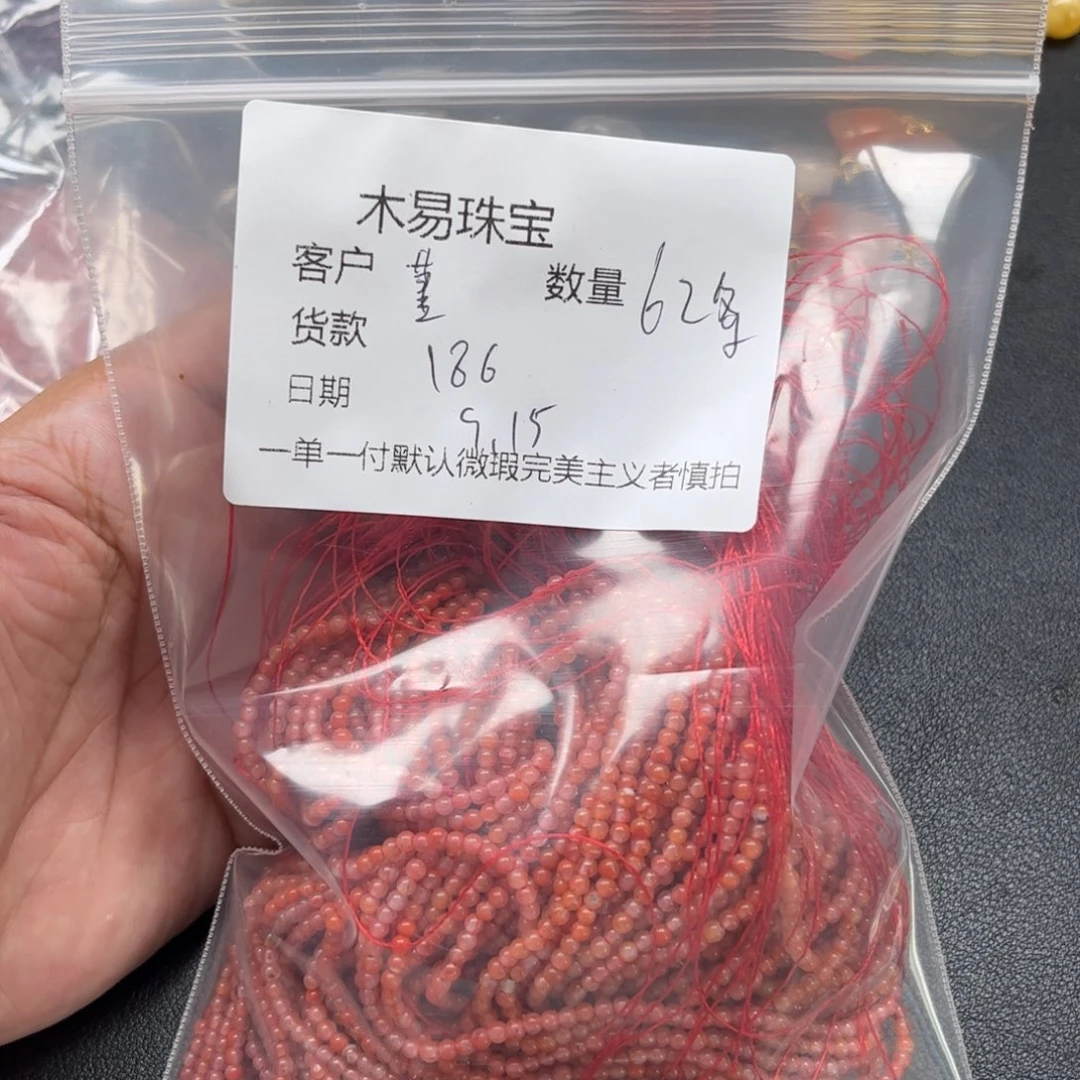 木易珠宝
客户 董 数量 62条
货款 186
日期 9.15
一单一付默认微瑕完美主义者慎拍